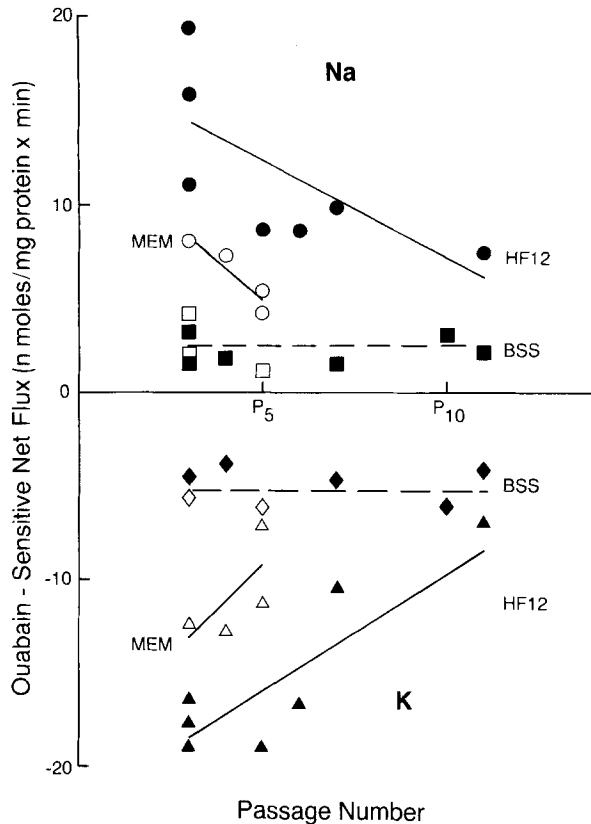 20
Na
10
MEM
HF12
BSS
0
P5
P10
BSS
-10
HF12
MEM
K
-20
Ouabain - Sensitive Net Flux (n moles/mg protein x min)
Passage Number